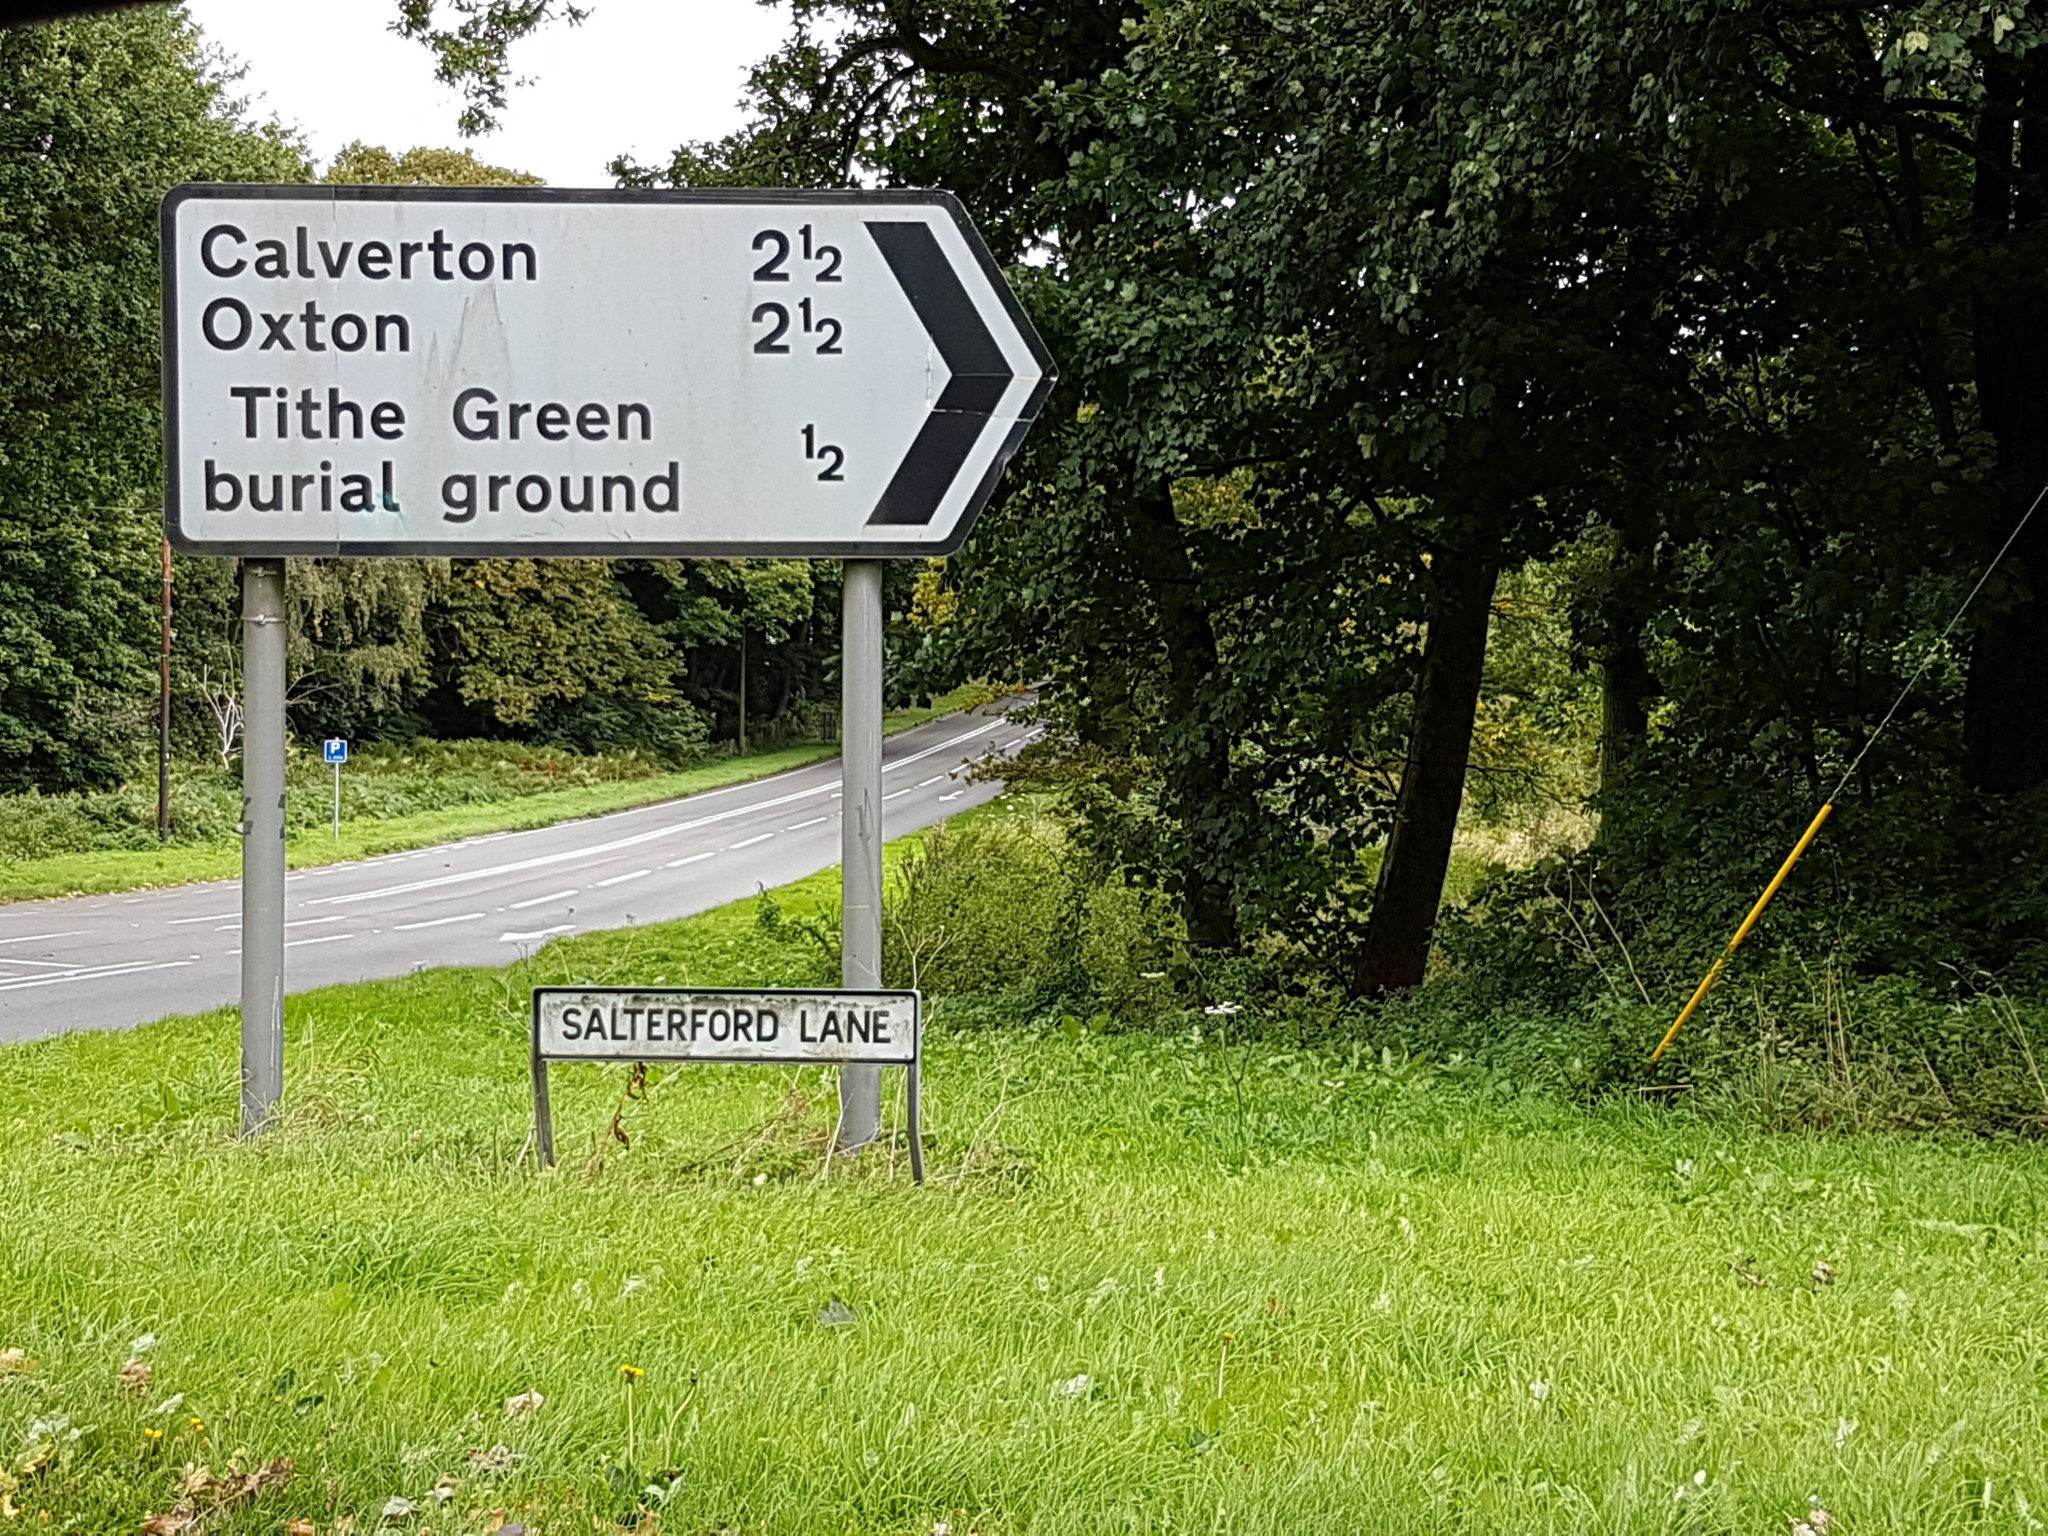 Calverton 2½
Oxton 2½
Tithe Green
burial ground ½
P
SALTERFORD LANE